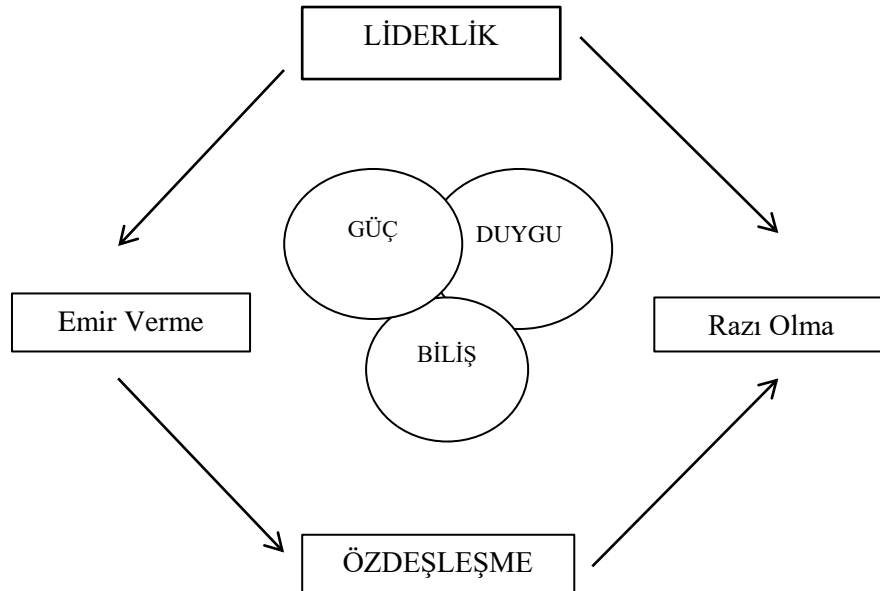 LİDERLİK
GÜÇ
DUYGU
Emir Verme
Razı Olma
BİLİŞ
ÖZDEŞLEŞME